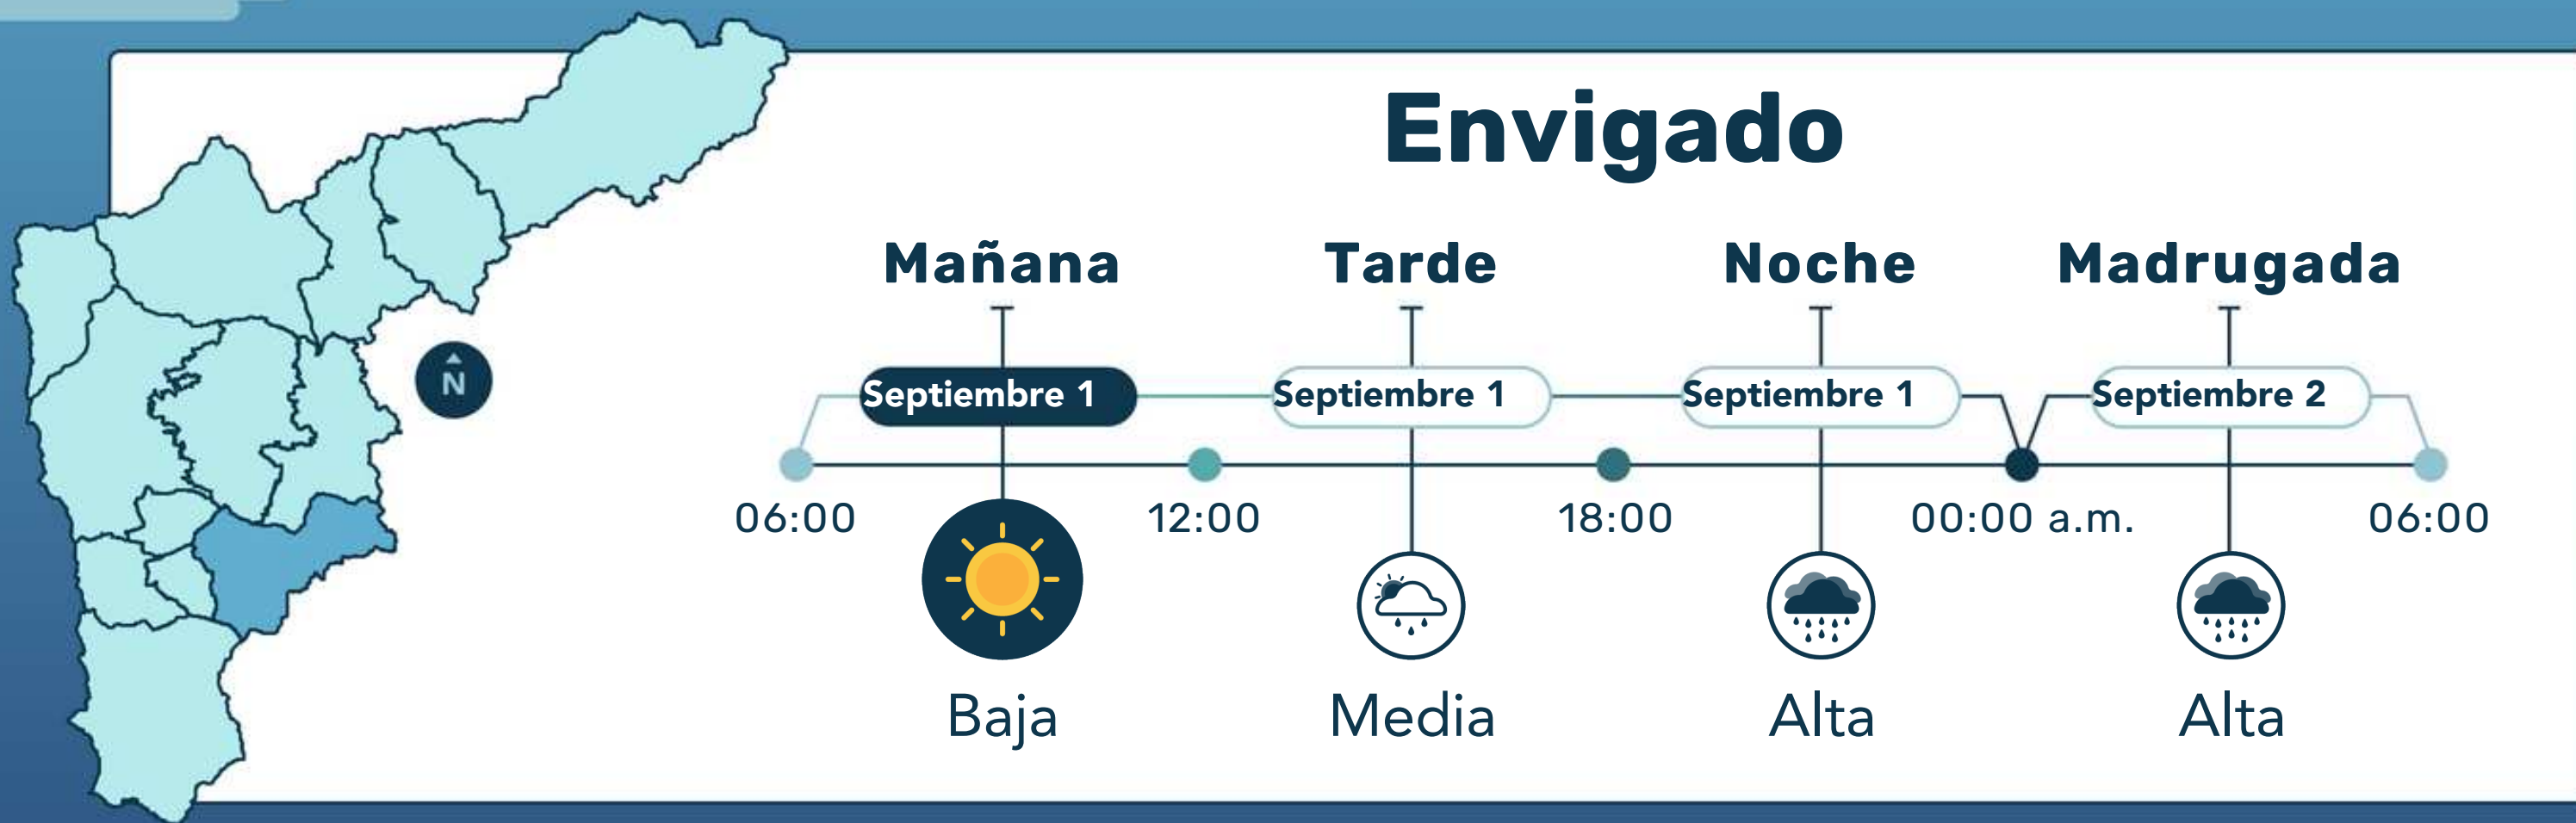 Envigado
Mañana Tarde Noche Madrugada
N
Septiembre 1 Septiembre 1 Septiembre 1 Septiembre 2
06:00 12:00 18:00 00:00 a.m. 06:00
Baja Media Alta Alta